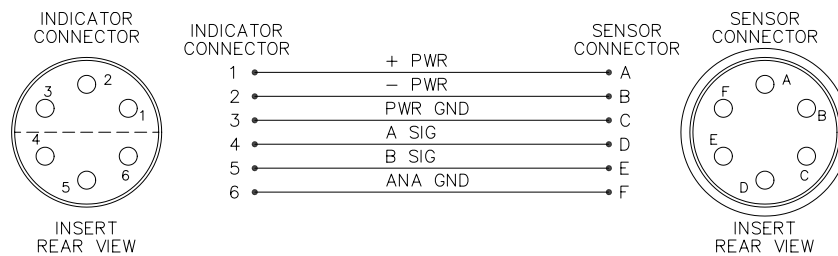 INDICATOR
CONNECTOR
2
3
1
4
6
5
INSERT
REAR VIEW
INDICATOR
CONNECTOR
SENSOR
CONNECTOR
1 + PWR A
2 - PWR B
3 PWR GND C
4 A SIG D
5 B SIG E
6 ANA GND F
SENSOR
CONNECTOR
A
F
B
E
C
D
INSERT
REAR VIEW